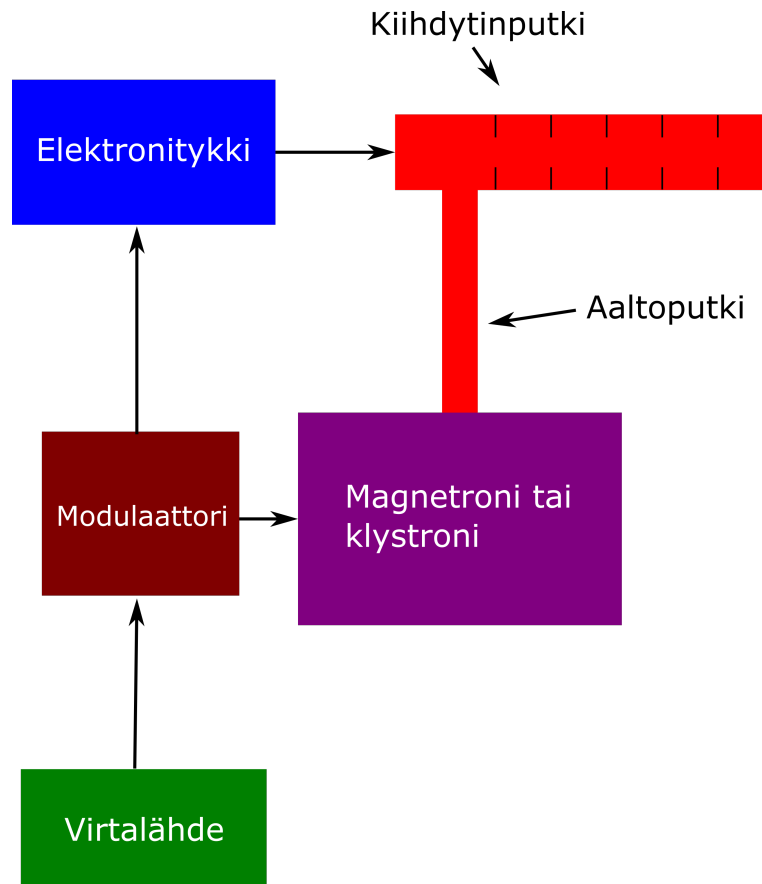 Kiihdytinputki
Elektronitykki
Aaltoputki
Magnetroni tai
klystroni
Modulaattori
Virtalähde